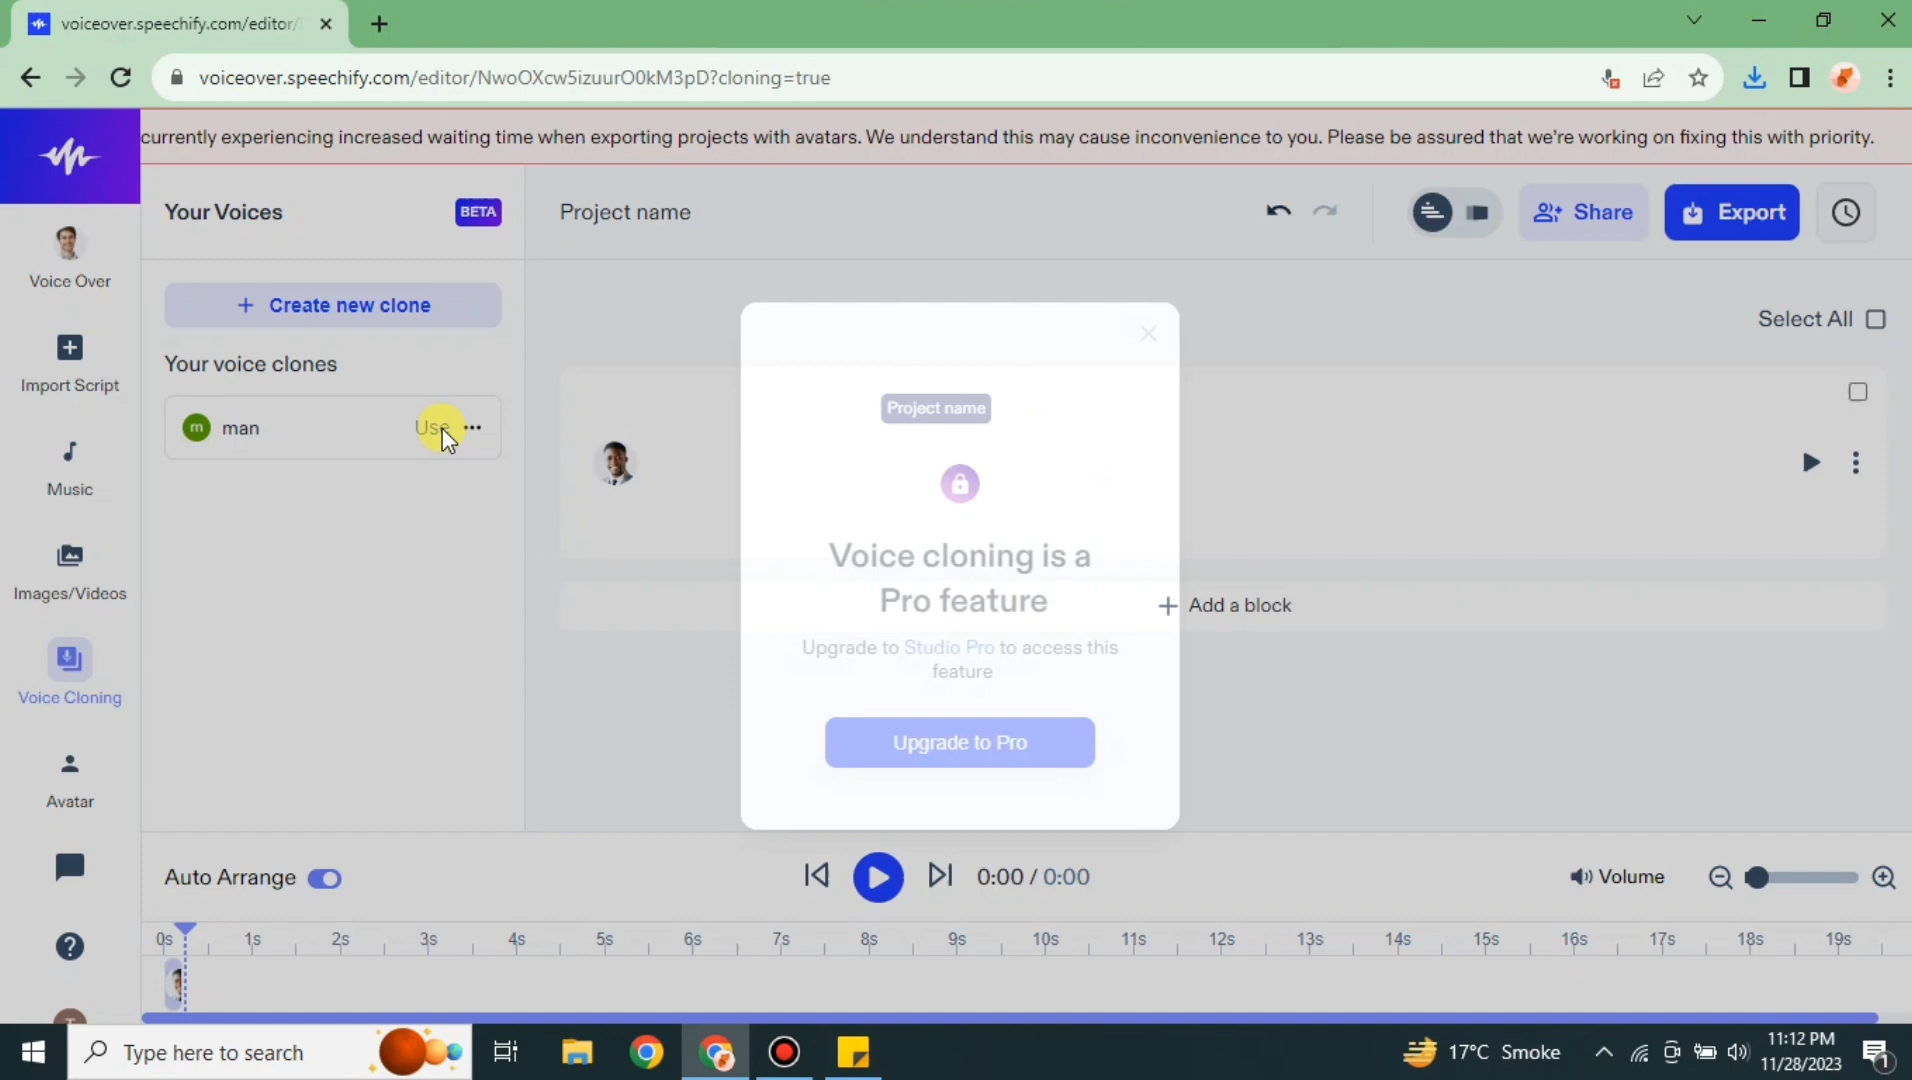 voiceover.speechify.com/editor/
voiceover.speechify.com/editor/NwoOXcw5izuurO0kM3pD?cloning=true
currently experiencing increased waiting time when exporting projects with avatars. We understand this may cause inconvenience to you. Please be assured that we're working on fixing this with priority.
Your Voices
BETA
Project name
Share
Export
Voice Over
Create new clone
Select All
Your voice clones
Import Script
Project name
m
man
Use
Music
Voice cloning is a
Pro feature
Images/Videos
Add a block
Upgrade to Studio Pro to access this
feature
Voice Cloning
Upgrade to Pro
Avatar
Auto Arrange
0:00 / 0:00
Volume
0s 1s 2s 3s 4s 5s 6s 7s 8s 9s 10s 11s 12s 13s 14s 15s 16s 17s 18s 19s
Type here to search
17°C Smoke
11:12 PM
11/28/2023
1